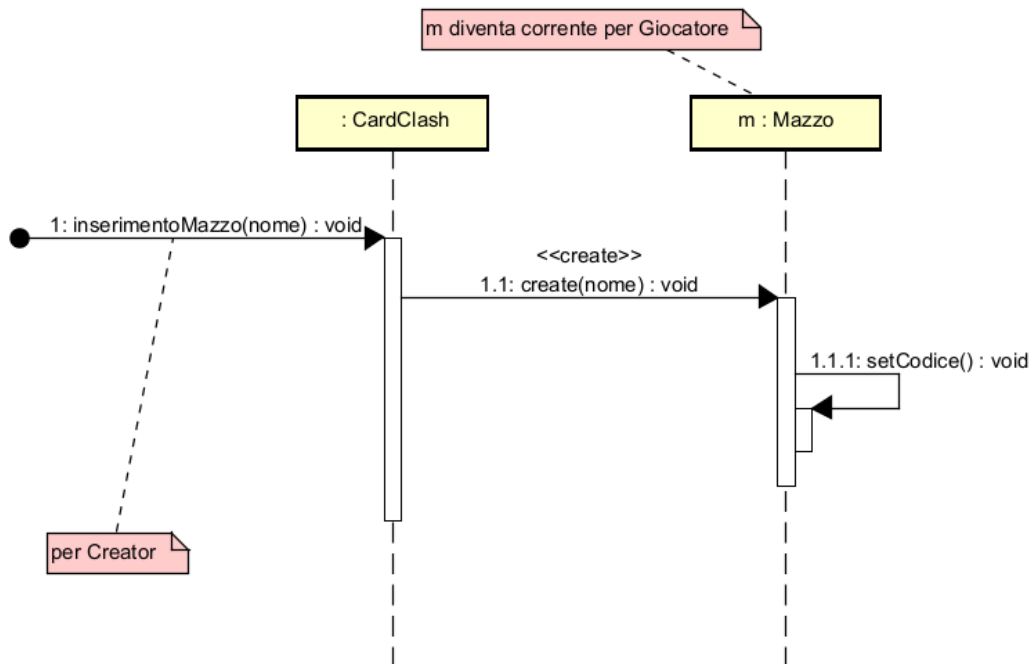 m diventa corrente per Giocatore
: CardClash
m : Mazzo
1: inserimentoMazzo(nome) : void
<<create>>
1.1: create(nome) : void
1.1.1: setCodice() : void
per Creator